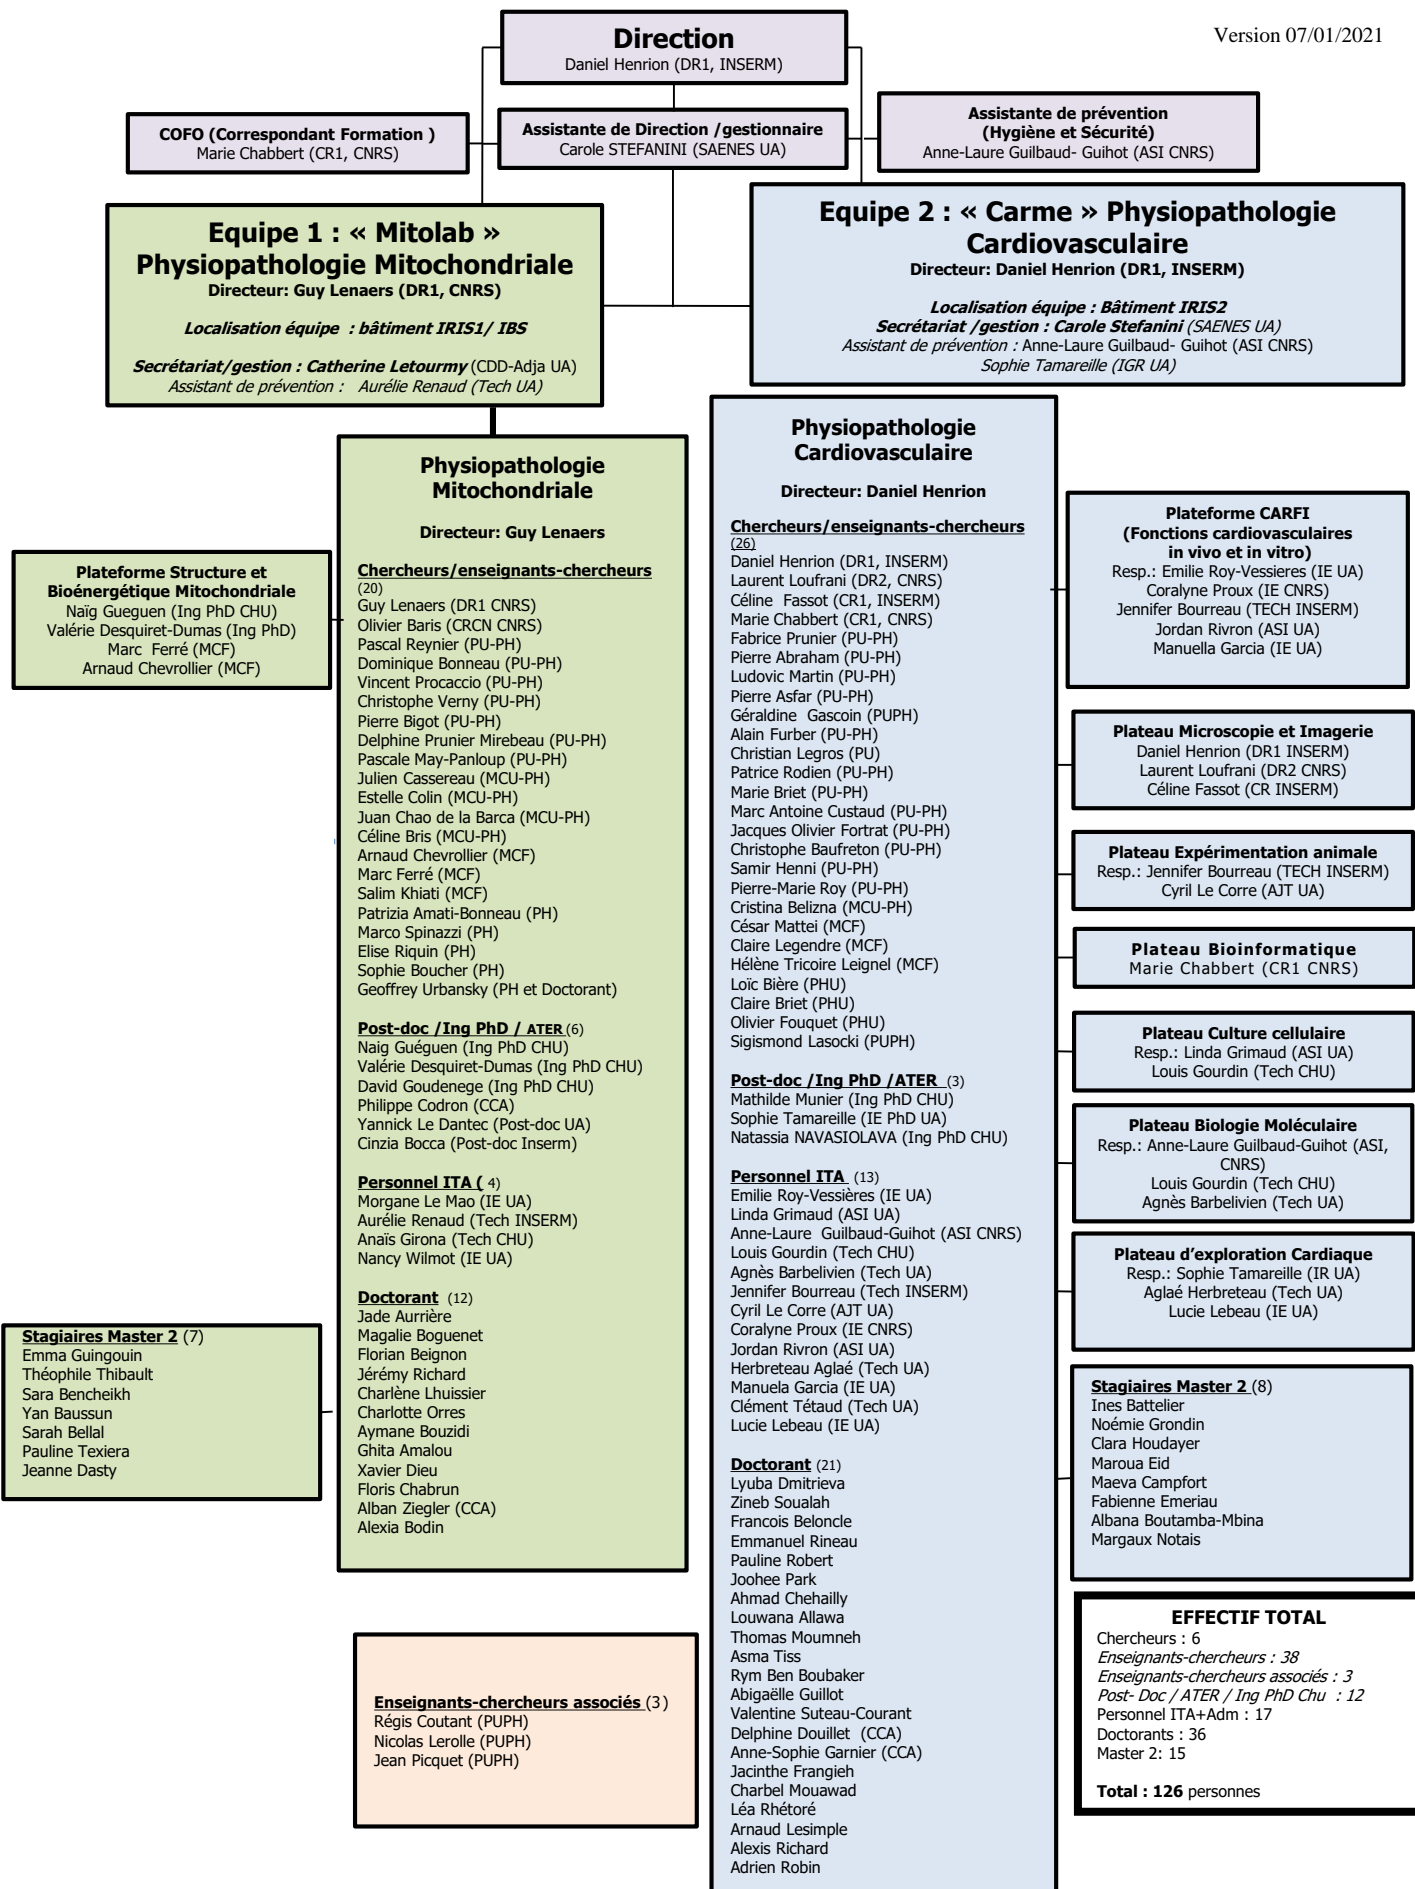 Version 07/01/2021
Direction
Daniel Henrion (DR1, INSERM)
COFO (Correspondant Formation )
Marie Chabbert (CR1, CNRS)
Assistante de Direction /gestionnaire
Carole STEFANINI (SAENES UA)
Assistante de prévention
(Hygiène et Sécurité)
Anne-Laure Guilbaud- Guihot (ASI CNRS)
Equipe 1 : « Mitolab »
Physiopathologie Mitochondriale
Directeur: Guy Lenaers (DR1, CNRS)
Localisation équipe : bâtiment IRIS1/ IBS
Secrétariat/gestion : Catherine Letourmy (CDD-Adja UA)
Assistant de prévention : Aurélie Renaud (Tech UA)
Equipe 2 : « Carme » Physiopathologie
Cardiovasculaire
Directeur: Daniel Henrion (DR1, INSERM)
Localisation équipe : Bâtiment IRIS2
Secrétariat /gestion : Carole Stefanini (SAENES UA)
Assistant de prévention : Anne-Laure Guilbaud- Guihot (ASI CNRS)
Sophie Tamareille (IGR UA)
Plateforme Structure et
Bioénergétique Mitochondriale
Naïg Gueguen (Ing PhD CHU)
Valérie Desquiret-Dumas (Ing PhD)
Marc Ferré (MCF)
Arnaud Chevrollier (MCF)
Physiopathologie
Mitochondriale
Directeur: Guy Lenaers
Chercheurs/enseignants-chercheurs
(20)
Guy Lenaers (DR1 CNRS)
Olivier Baris (CRCN CNRS)
Pascal Reynier (PU-PH)
Dominique Bonneau (PU-PH)
Vincent Procaccio (PU-PH)
Christophe Verny (PU-PH)
Pierre Bigot (PU-PH)
Delphine Prunier Mirebeau (PU-PH)
Pascale May-Panloup (PU-PH)
Julien Cassereau (MCU-PH)
Estelle Colin (MCU-PH)
Juan Chao de la Barca (MCU-PH)
Céline Bris (MCU-PH)
Arnaud Chevrollier (MCF)
Marc Ferré (MCF)
Salim Khiati (MCF)
Patrizia Amati-Bonneau (PH)
Marco Spinazzi (PH)
Elise Riquin (PH)
Sophie Boucher (PH)
Geoffrey Urbansky (PH et Doctorant)
Post-doc /Ing PhD / ATER (6)
Naig Guéguen (Ing PhD CHU)
Valérie Desquiret-Dumas (Ing PhD CHU)
David Goudenege (Ing PhD CHU)
Philippe Codron (CCA)
Yannick Le Dantec (Post-doc UA)
Cinzia Bocca (Post-doc Inserm)
Personnel ITA ( 4)
Morgane Le Mao (IE UA)
Aurélie Renaud (Tech INSERM)
Anaïs Girona (Tech CHU)
Nancy Wilmot (IE UA)
Doctorant (12)
Jade Aurrière
Magalie Boguenet
Florian Beignon
Jérémy Richard
Charlène Lhuissier
Charlotte Orres
Aymane Bouzidi
Ghita Amalou
Xavier Dieu
Floris Chabrun
Alban Ziegler (CCA)
Alexia Bodin
Stagiaires Master 2 (7)
Emma Guingouin
Théophile Thibault
Sara Bencheikh
Yan Baussun
Sarah Bellal
Pauline Texiera
Jeanne Dasty
Enseignants-chercheurs associés (3)
Régis Coutant (PUPH)
Nicolas Lerolle (PUPH)
Jean Picquet (PUPH)
Physiopathologie
Cardiovasculaire
Directeur: Daniel Henrion
Chercheurs/enseignants-chercheurs
(26)
Daniel Henrion (DR1, INSERM)
Laurent Loufrani (DR2, CNRS)
Céline Fassot (CR1, INSERM)
Marie Chabbert (CR1, CNRS)
Fabrice Prunier (PU-PH)
Pierre Abraham (PU-PH)
Ludovic Martin (PU-PH)
Pierre Asfar (PU-PH)
Géraldine Gascoin (PUPH)
Alain Furber (PU-PH)
Christian Legros (PU)
Patrice Rodien (PU-PH)
Marie Briet (PU-PH)
Marc Antoine Custaud (PU-PH)
Jacques Olivier Fortrat (PU-PH)
Christophe Baufreton (PU-PH)
Samir Henni (PU-PH)
Pierre-Marie Roy (PU-PH)
Cristina Belizna (MCU-PH)
César Mattei (MCF)
Claire Legendre (MCF)
Hélène Tricoire Leignel (MCF)
Loïc Bière (PHU)
Claire Briet (PHU)
Olivier Fouquet (PHU)
Sigismond Lasocki (PUPH)
Post-doc /Ing PhD /ATER (3)
Mathilde Munier (Ing PhD CHU)
Sophie Tamareille (IE PhD UA)
Natassia NAVASIOLAVA (Ing PhD CHU)
Personnel ITA (13)
Emilie Roy-Vessières (IE UA)
Linda Grimaud (ASI UA)
Anne-Laure Guilbaud-Guihot (ASI CNRS)
Louis Gourdin (Tech CHU)
Agnès Barbelivien (Tech UA)
Jennifer Bourreau (Tech INSERM)
Cyril Le Corre (AJT UA)
Coralyne Proux (IE CNRS)
Jordan Rivron (ASI UA)
Herbreteau Aglaé (Tech UA)
Manuela Garcia (IE UA)
Clément Tétaud (Tech UA)
Lucie Lebeau (IE UA)
Doctorant (21)
Lyuba Dmitrieva
Zineb Soualah
Francois Beloncle
Emmanuel Rineau
Pauline Robert
Joohee Park
Ahmad Chehailly
Louwana Allawa
Thomas Moumneh
Asma Tiss
Rym Ben Boubaker
Abigaëlle Guillot
Valentine Suteau-Courant
Delphine Douillet (CCA)
Anne-Sophie Garnier (CCA)
Jacinthe Frangieh
Charbel Mouawad
Léa Rhétoré
Arnaud Lesimple
Alexis Richard
Adrien Robin
Plateforme CARFI
(Fonctions cardiovasculaires
in vivo et in vitro)
Resp.: Emilie Roy-Vessieres (IE UA)
Coralyne Proux (IE CNRS)
Jennifer Bourreau (TECH INSERM)
Jordan Rivron (ASI UA)
Manuella Garcia (IE UA)
Plateau Microscopie et Imagerie
Daniel Henrion (DR1 INSERM)
Laurent Loufrani (DR2 CNRS)
Céline Fassot (CR INSERM)
Plateau Expérimentation animale
Resp.: Jennifer Bourreau (TECH INSERM)
Cyril Le Corre (AJT UA)
Plateau Bioinformatique
Marie Chabbert (CR1 CNRS)
Plateau Culture cellulaire
Resp.: Linda Grimaud (ASI UA)
Louis Gourdin (Tech CHU)
Plateau Biologie Moléculaire
Resp.: Anne-Laure Guilbaud-Guihot (ASI,
CNRS)
Louis Gourdin (Tech CHU)
Agnès Barbelivien (Tech UA)
Plateau d'exploration Cardiaque
Resp.: Sophie Tamareille (IR UA)
Aglaé Herbreteau (Tech UA)
Lucie Lebeau (IE UA)
Stagiaires Master 2 (8)
Ines Battelier
Noémie Grondin
Clara Houdayer
Maroua Eid
Maeva Campfort
Fabienne Emeriau
Albana Boutamba-Mbina
Margaux Notais
EFFECTIF TOTAL
Chercheurs : 6
Enseignants-chercheurs : 38
Enseignants-chercheurs associés : 3
Post- Doc / ATER / Ing PhD Chu : 12
Personnel ITA+Adm : 17
Doctorants : 36
Master 2: 15
Total : 126 personnes